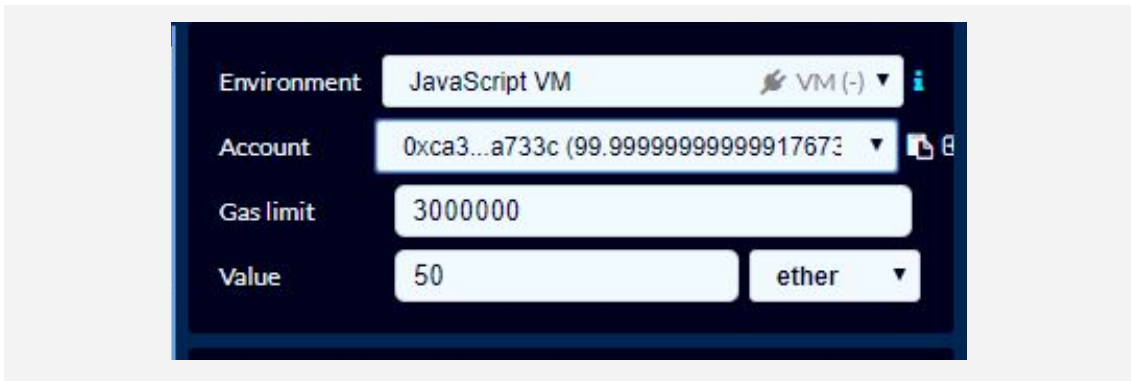 Environment JavaScript VM VM (-)
Account 0xca3...a733c (99.99999999999917673
Gas limit 3000000
Value 50 ether